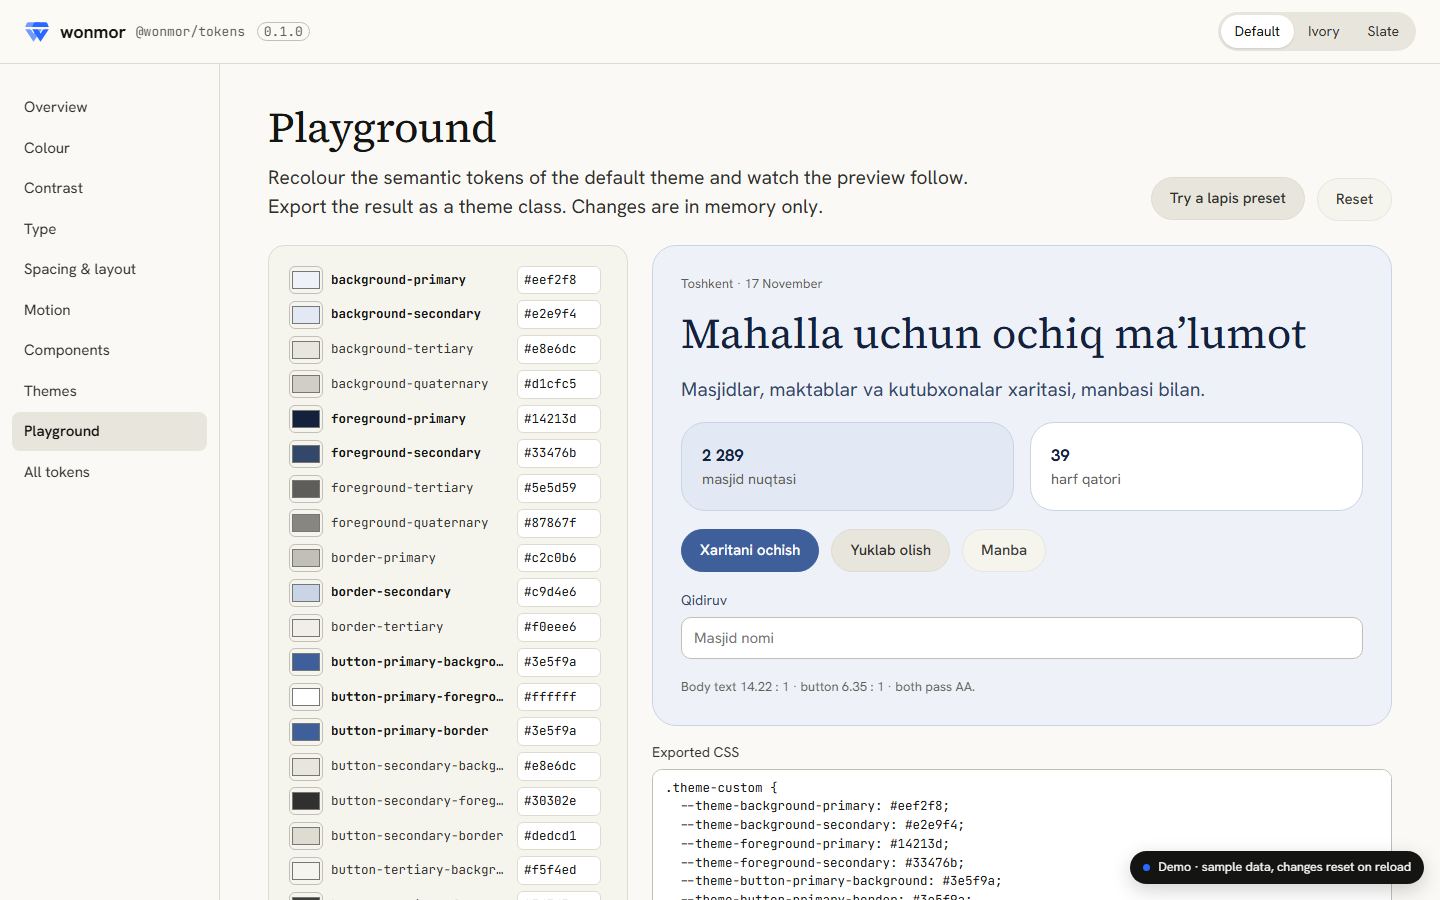 wonmor @wonmor/tokens 0.1.0
Default Ivory Slate
Overview
Colour
Contrast
Type
Spacing & layout
Motion
Components
Themes
Playground
All tokens
Playground
Recolour the semantic tokens of the default theme and watch the preview follow.
Export the result as a theme class. Changes are in memory only.
Try a lapis preset
Reset
background-primary #eef2f8
background-secondary #e2e9f4
background-tertiary #e8e6dc
background-quaternary #d1cfc5
foreground-primary #14213d
foreground-secondary #33476b
foreground-tertiary #5e5d59
foreground-quaternary #87867f
border-primary #c2c0b6
border-secondary #c9d4e6
border-tertiary #f0eee6
button-primary-backgro… #3e5f9a
button-primary-foregro… #ffffff
button-primary-border #3e5f9a
button-secondary-backg… #e8e6dc
button-secondary-foreg… #30302e
button-secondary-border #dedcd1
button-tertiary-backgr… #f5f4ed
Toshkent · 17 November
Mahalla uchun ochiq ma’lumot
Masjidlar, maktablar va kutubxonalar xaritasi, manbasi bilan.
2 289
masjid nuqtasi
39
harf qatori
Xaritani ochish
Yuklab olish
Manba
Qidiruv
Masjid nomi
Body text 14.22 : 1 · button 6.35 : 1 · both pass AA.
Exported CSS
.theme-custom {
--theme-background-primary: #eef2f8;
--theme-background-secondary: #e2e9f4;
--theme-foreground-primary: #14213d;
--theme-foreground-secondary: #33476b;
--theme-button-primary-background: #3e5f9a;
--theme-button-primary-border: #3e5f9a;
Demo · sample data, changes reset on reload